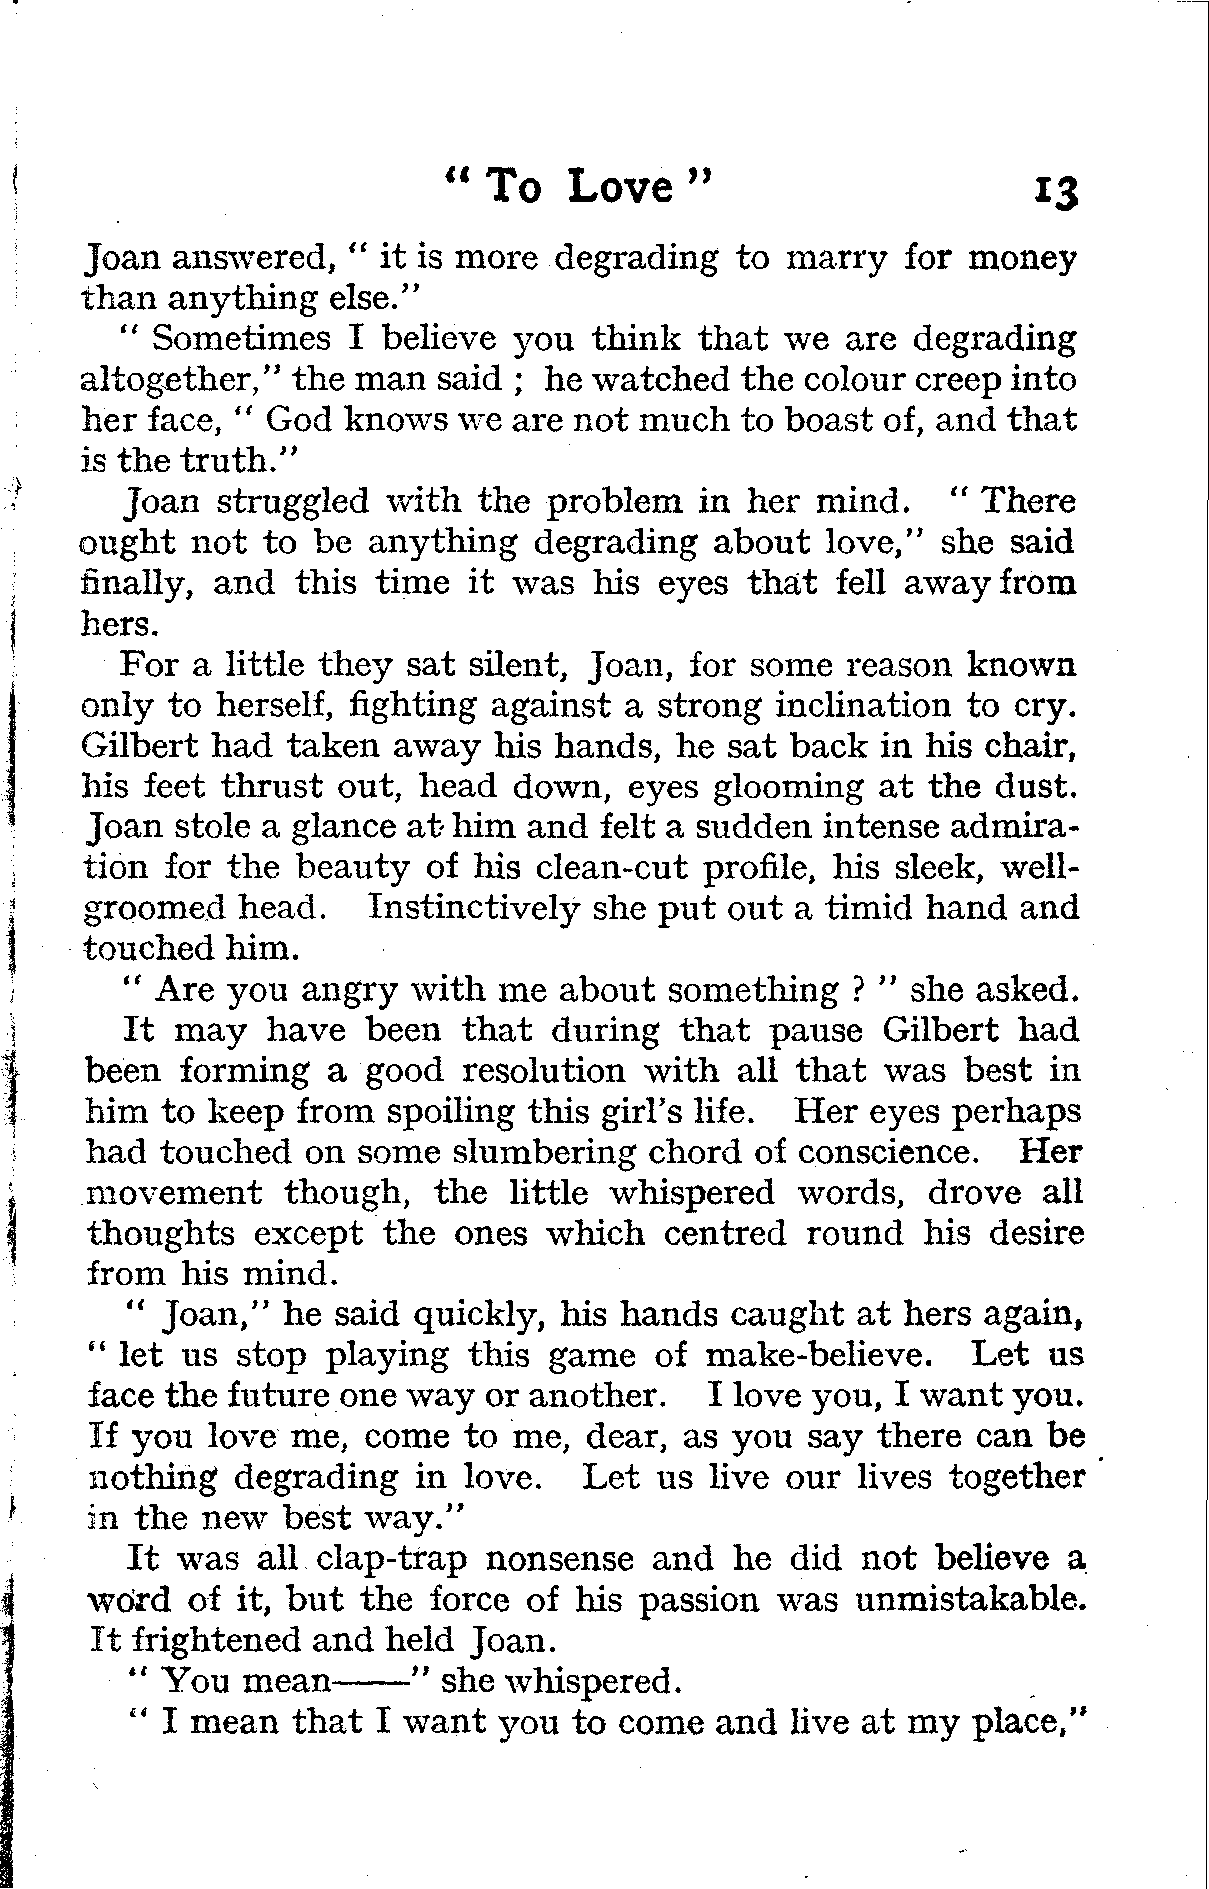 " To Love " 13
Joan answered, " it is more degrading to marry for money
than anything else."
" Sometimes I believe you think that we are degrading
altogether," the man said ; he watched the colour creep into
her face, " God knows we are not much to boast of, and that
is the truth."
Joan struggled with the problem in her mind. " There
ought not to be anything degrading about love," she said
finally, and this time it was his eyes that fell away from
hers.
For a little they sat silent, Joan, for some reason known
only to herself, fighting against a strong inclination to cry.
Gilbert had taken away his hands, he sat back in his chair,
his feet thrust out, head down, eyes glooming at the dust.
Joan stole a glance at him and felt a sudden intense admira-
tion for the beauty of his clean-cut profile, his sleek, well-
groomed head. Instinctively she put out a timid hand and
touched him.
" Are you angry with me about something ? " she asked.
It may have been that during that pause Gilbert had
been forming a good resolution with all that was best in
him to keep from spoiling this girl's life. Her eyes perhaps
had touched on some slumbering chord of conscience. Her
movement though, the little whispered words, drove all
thoughts except the ones which centred round his desire
from his mind.
" Joan," he said quickly, his hands caught at hers again,
" let us stop playing this game of make-believe. Let us
face the future one way or another. I love you, I want you.
If you love me, come to me, dear, as you say there can be
nothing degrading in love. Let us live our lives together
in the new best way."
It was all clap-trap nonsense and he did not believe a
word of it, but the force of his passion was unmistakable.
It frightened and held Joan.
" You mean——" she whispered.
" I mean that I want you to come and live at my place,"